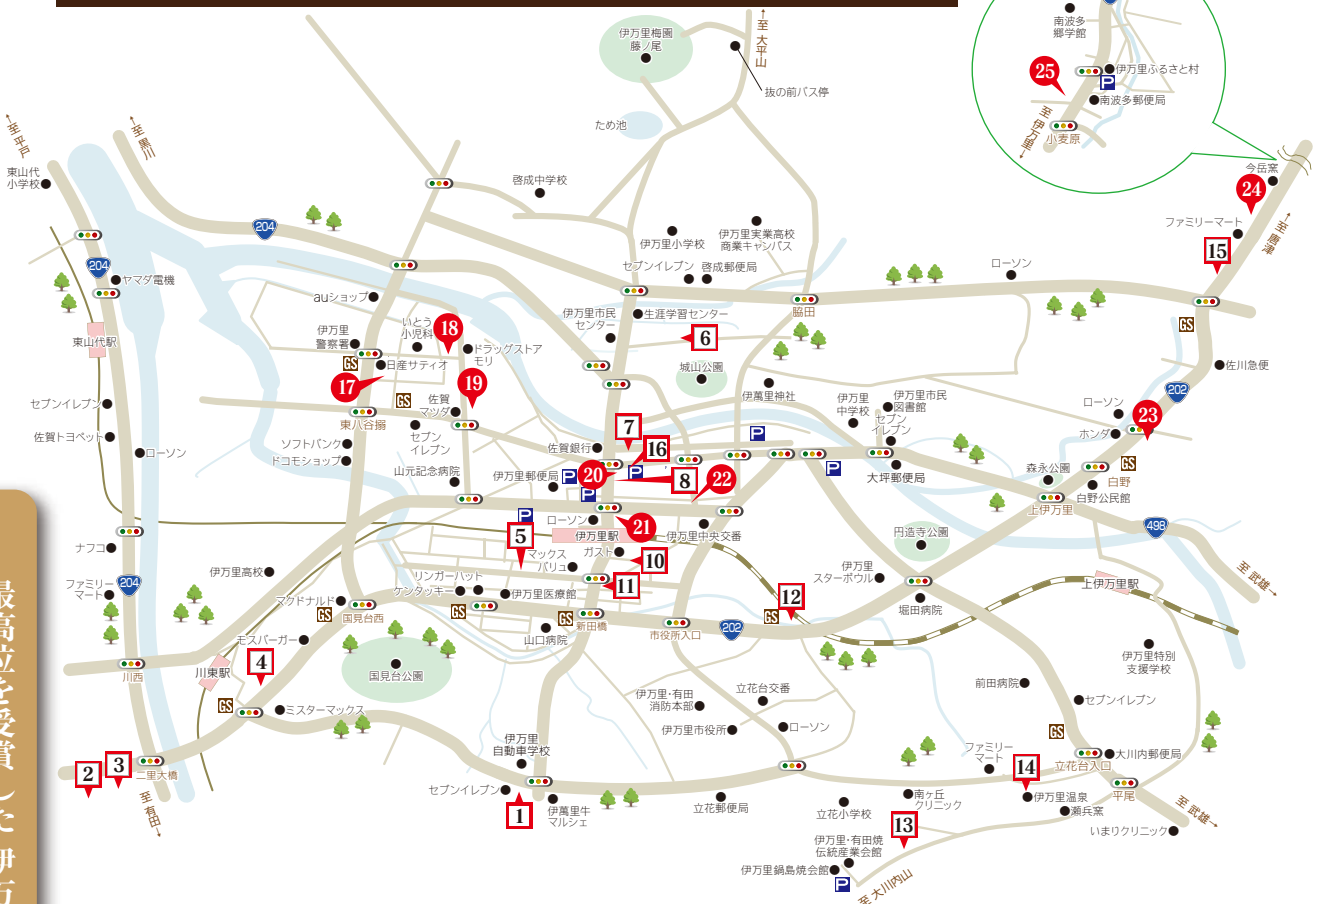 伊万里梅園
藤ノ尾
←至 大平山
抜の前バス停
ため池
南波多
郷学館
25
伊万里ふるさと村
P
南波多郵便局
至 伊万里→
小麦原
←至 平戸
←至 黒川
東山代
小学校
204
啓成中学校
伊万里小学校
伊万里実業高校
商業キャンパス
セブンイレブン
啓成郵便局
今岳窯
24
ファミリーマート
15
←至 唐津
ローソン
204
ヤマダ電機
auショップ
伊万里市民
センター
生涯学習センター
脇田
6
GS
東山代駅
伊万里
警察署
いとう
小児科
18
ドラッグストア
モリ
GS
日産サティオ
17
城山公園
佐川急便
セブンイレブン
GS
佐賀
マツダ
19
伊萬里神社
伊万里
中学校
伊万里市民
図書館
202
東八谷搦
セブン
イレブン
セブン
イレブン
ローソン
23
ホンダ
佐賀トヨペット
ローソン
ソフトバンク
ドコモショップ
佐賀銀行
7
16
P
山元記念病院
伊万里郵便局
P
20
P
8
22
P
大坪郵便局
森永公園
GS
白野
白野公民館
P
上伊万里
P
ローソン
21
498
ナフコ
5
伊万里駅
伊万里中央交番
円造寺公園
マックス
バリュ
ガスト
10
伊万里高校
リンガーハット
ケンタッキー
伊万里医療館
11
伊万里
スターボウル
上伊万里駅
至 武雄→
ファミリー
マート
204
マクドナルド
GS
国見台西
GS
GS
新田橋
市役所入口
202
12
GS
堀田病院
モスバーガー
山口病院
川東駅
4
国見台公園
伊万里特別
支援学校
川西
GS
ミスターマックス
伊万里・有田
消防本部
立花台交番
前田病院
セブンイレブン
伊万里市役所
ローソン
GS
伊万里
自動車学校
ファミリー
マート
大川内郵便局
立花台入口
2
3
二里大橋
14
平尾
セブンイレブン
1
伊萬里牛
マルシェ
立花郵便局
立花小学校
南ヶ丘
クリニック
伊万里温泉
至 有田→
瀬兵窯
至 武雄→
13
いまりクリニック
伊万里・有田焼
伝統産業会館
伊万里鍋島焼会館
P
至 大川内山
最高位を受賞した 伊万